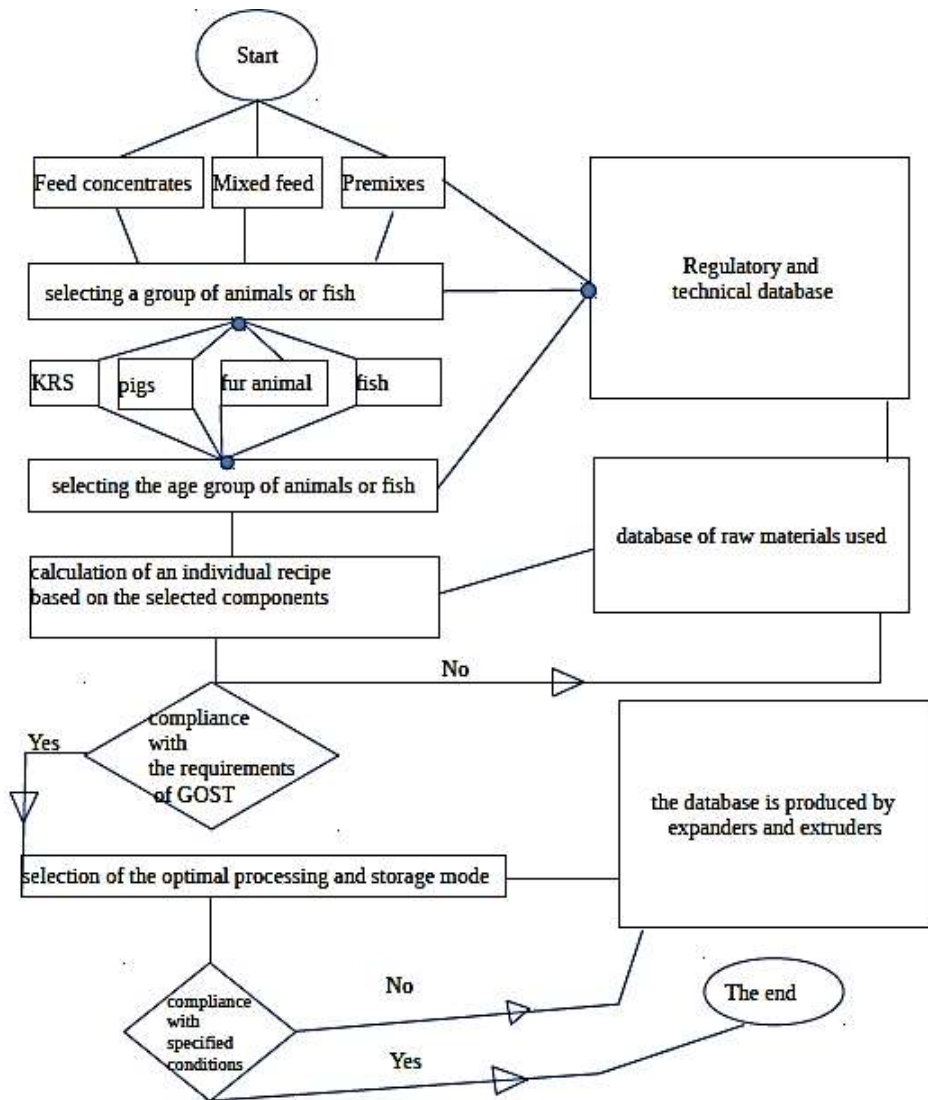 Start
Feed concentrates
Mixed feed
Premixes
Regulatory and
technical database
selecting a group of animals or fish
KRS
pigs
fur animal
fish
selecting the age group of animals or fish
database of raw materials used
calculation of an individual recipe
based on the selected components
No
Yes
compliance
with
the requirements
of GOST
the database is produced by
expanders and extruders
selection of the optimal processing and storage mode
No
The end
compliance
with
specified
conditions
Yes